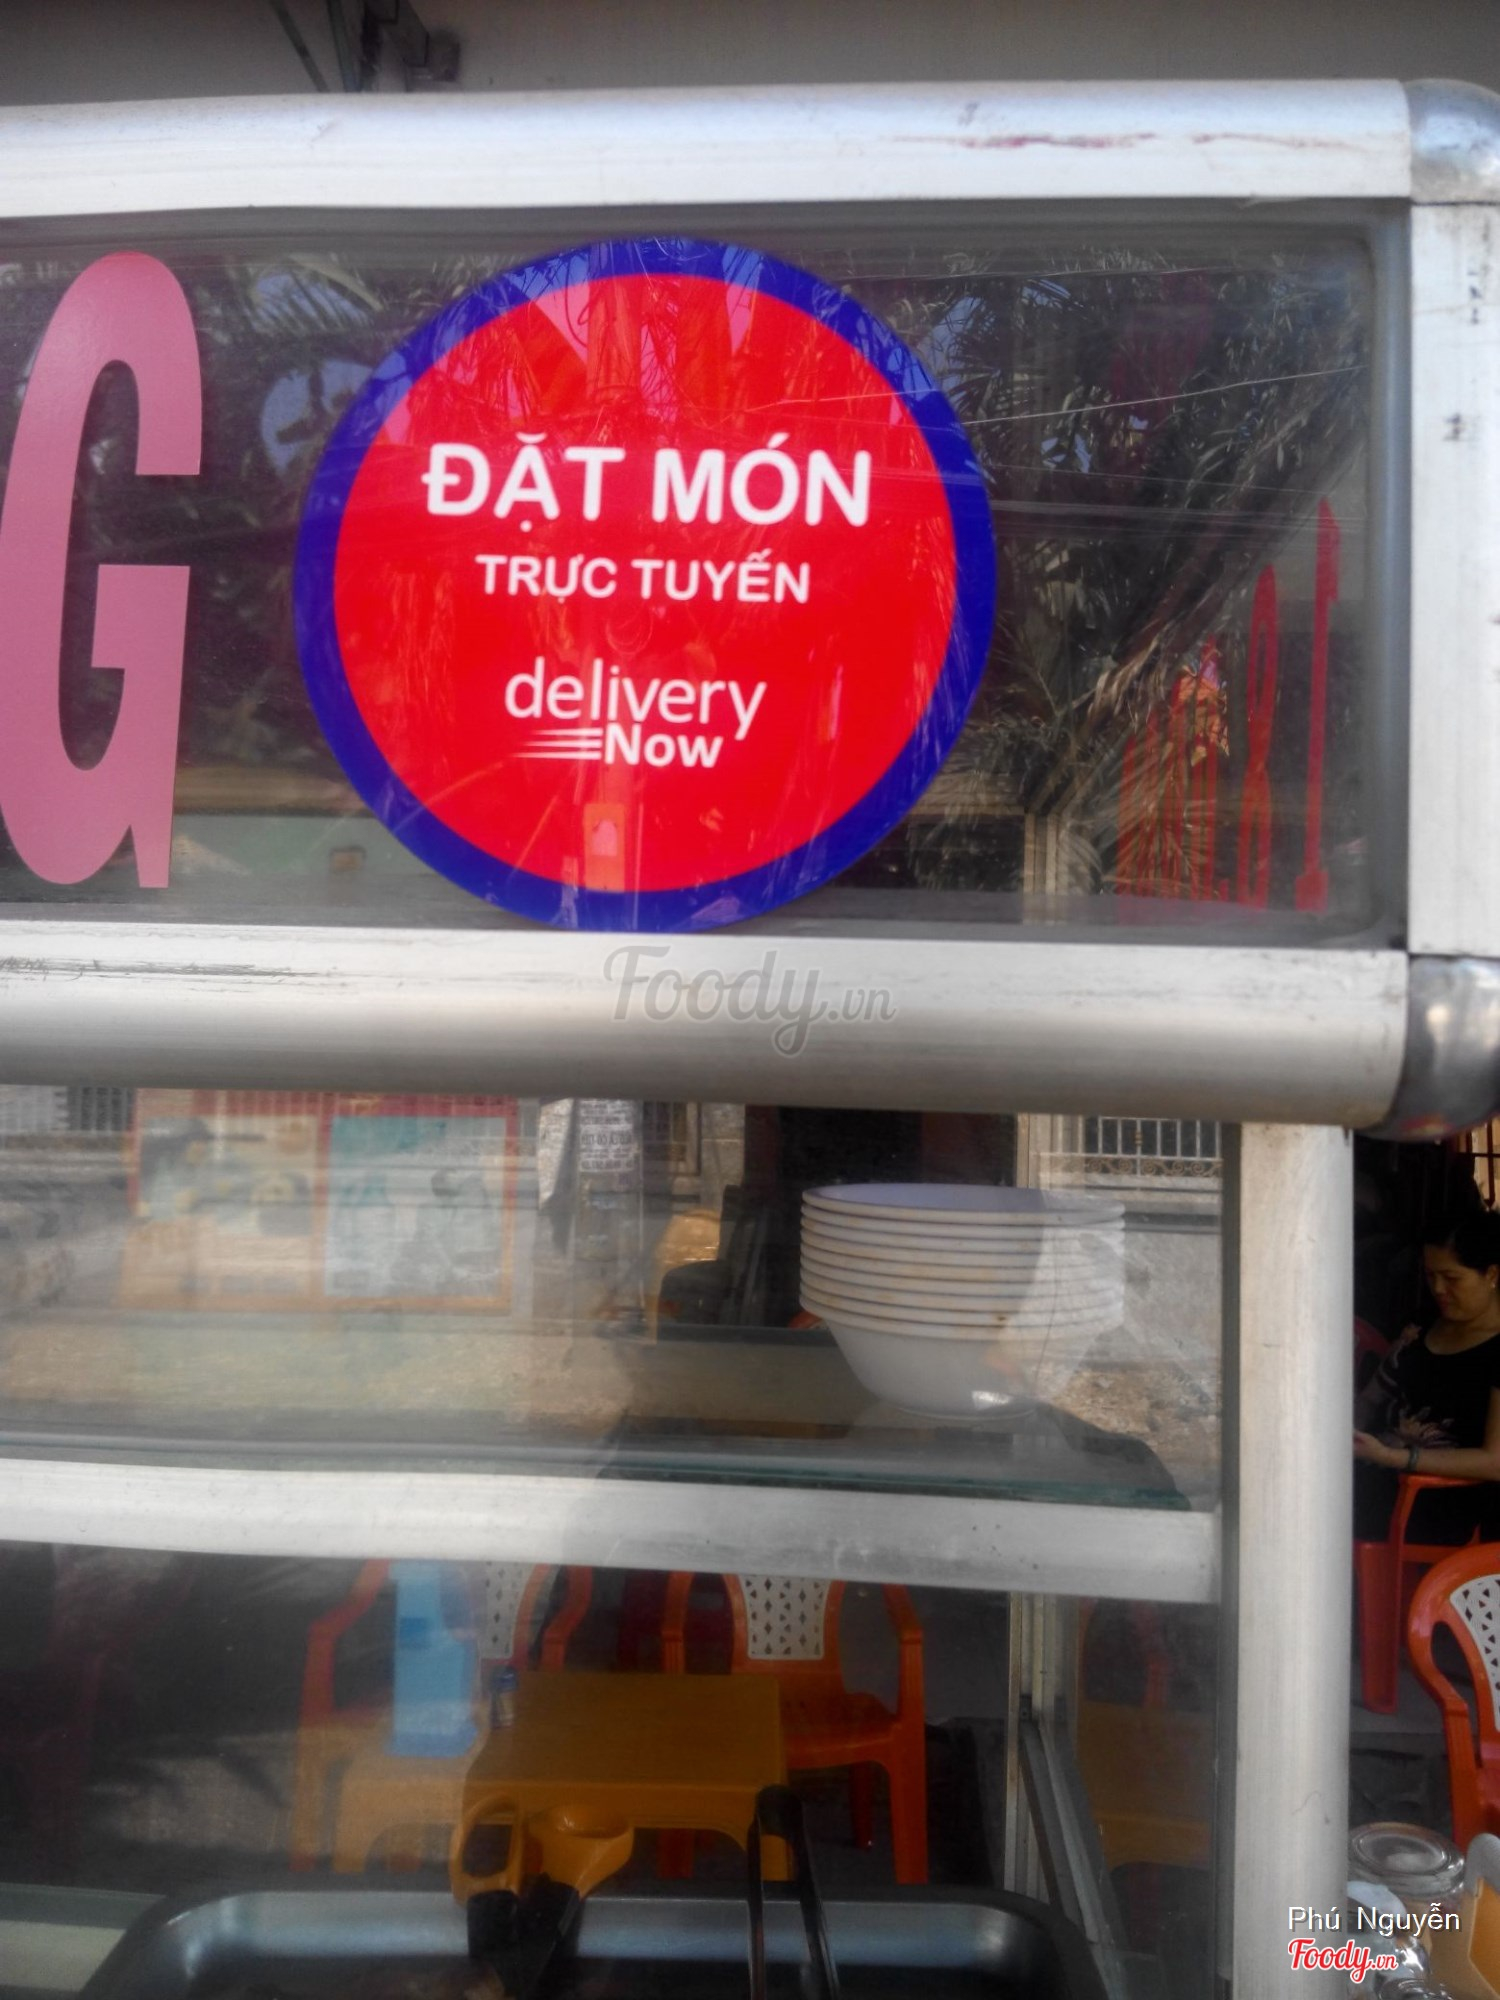 G
ĐẶT MÓN
TRỰC TUYẾN
delivery
Now
Foody.vn
Phú Nguyễn
Foody.vn